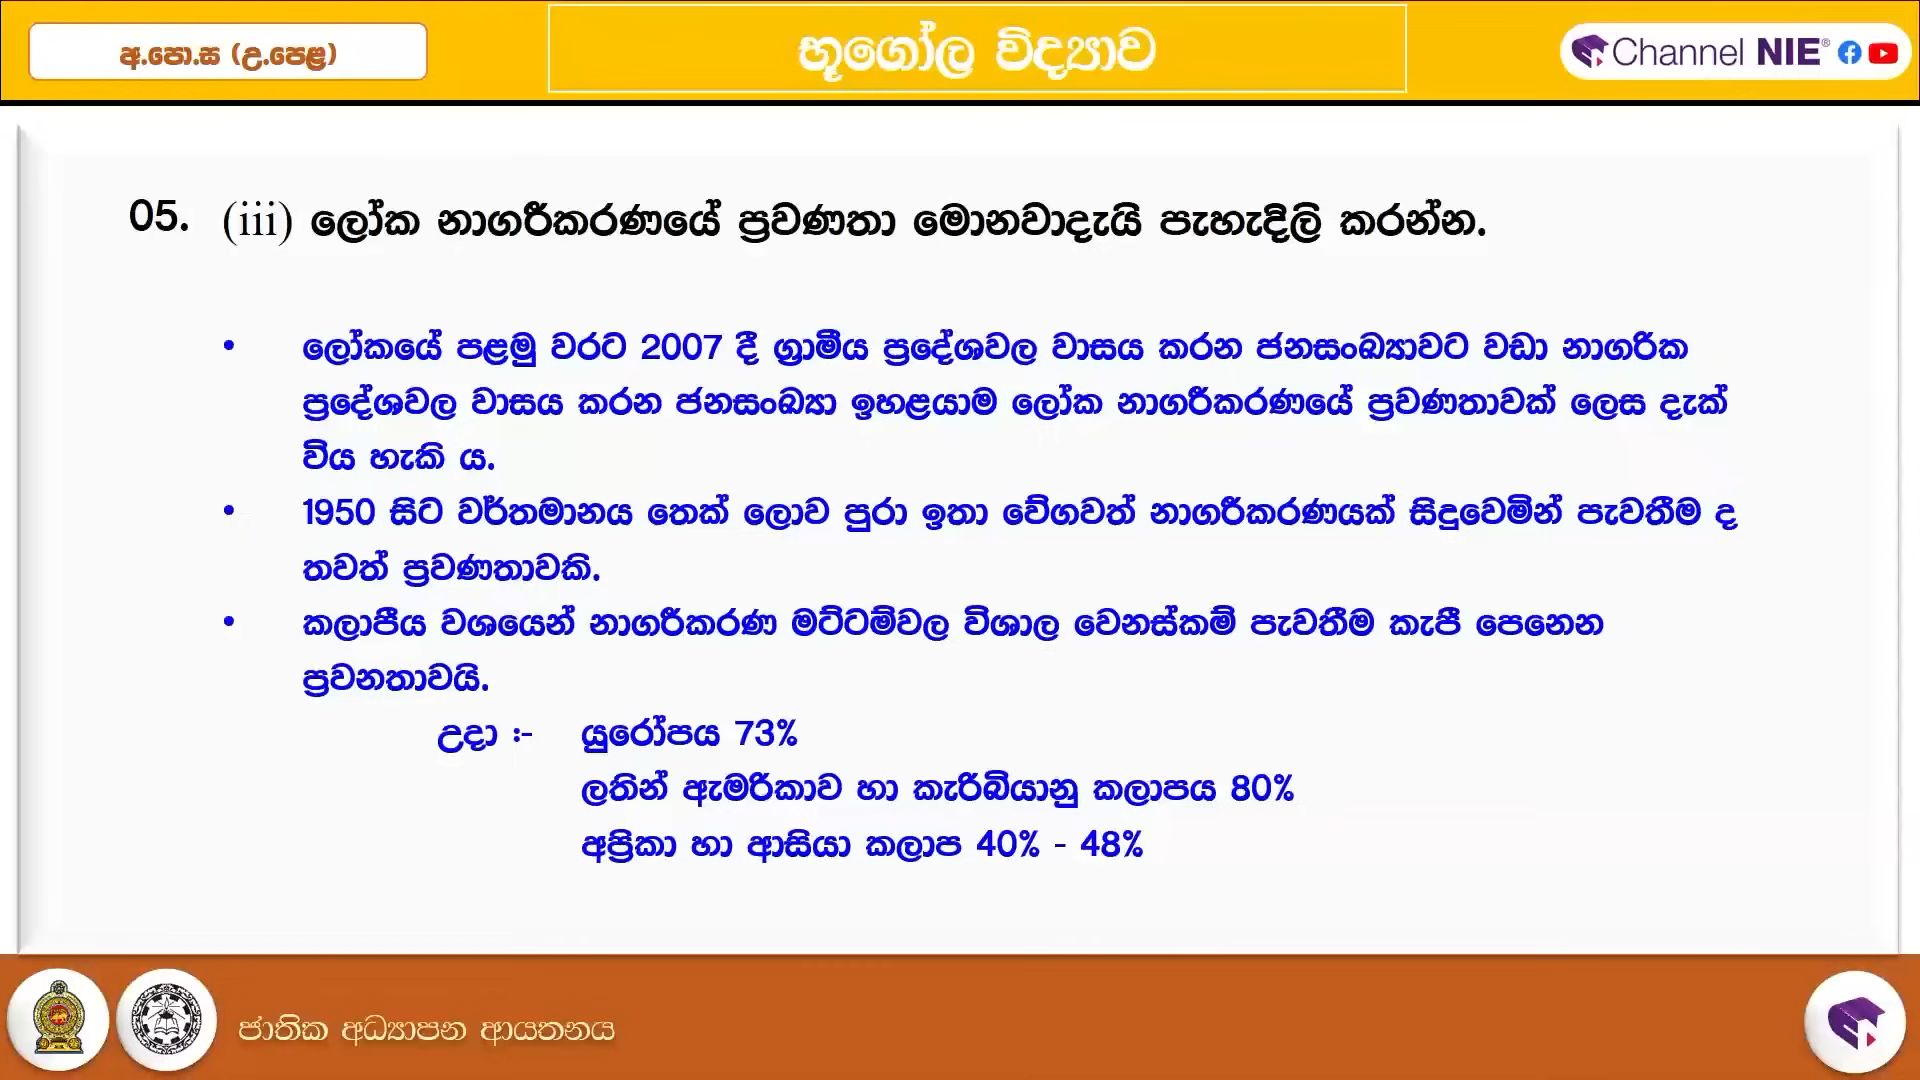 අ.පො.ස (උ.පෙළ)
භූගෝල විද්‍යාව
Channel NIE®
05. (iii) ලෝක නාගරීකරණයේ ප්‍රවණතා මොනවාදැයි පැහැදිලි කරන්න.
• ලෝකයේ පළමු වරට 2007 දී ග්‍රාමීය ප්‍රදේශවල වාසය කරන ජනසංඛ්‍යාවට වඩා නාගරික
ප්‍රදේශවල වාසය කරන ජනසංඛ්‍යා ඉහළයාම ලෝක නාගරීකරණයේ ප්‍රවණතාවක් ලෙස දැක්
විය හැකි ය.
• 1950 සිට වර්තමානය තෙක් ලොව පුරා ඉතා වේගවත් නාගරීකරණයක් සිදුවෙමින් පැවතීම ද
තවත් ප්‍රවණතාවකි.
• කලාපීය වශයෙන් නාගරීකරණ මට්ටම්වල විශාල වෙනස්කම් පැවතීම කැපී පෙනෙන
ප්‍රවනතාවයි.
උදා :- යුරෝපය 73%
ලතින් ඇමරිකාව හා කැරිබියානු කලාපය 80%
අප්‍රිකා හා ආසියා කලාප 40% - 48%
ජාතික අධ්‍යාපන ආයතනය